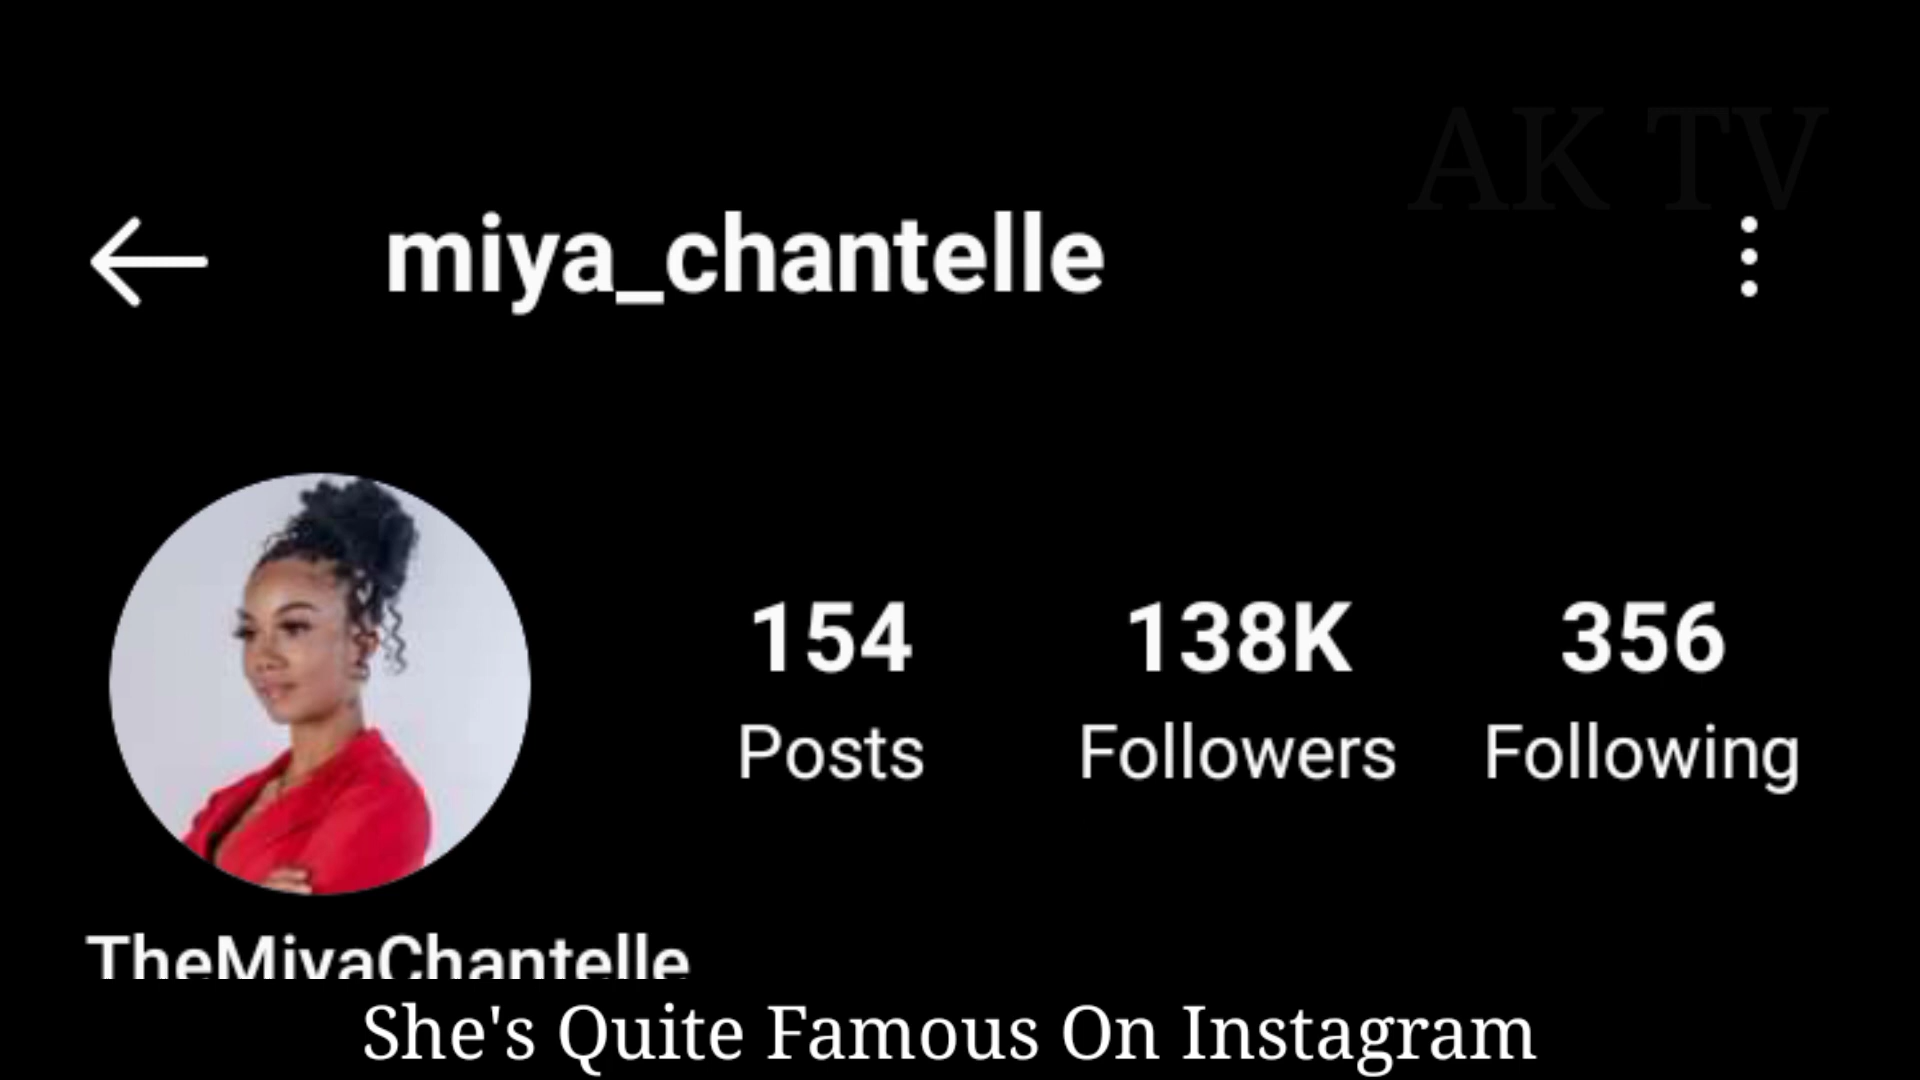 AK TV
miya_chantelle
154 138K 356
Posts Followers Following
TheMiyaChantelle
She's Quite Famous On Instagram